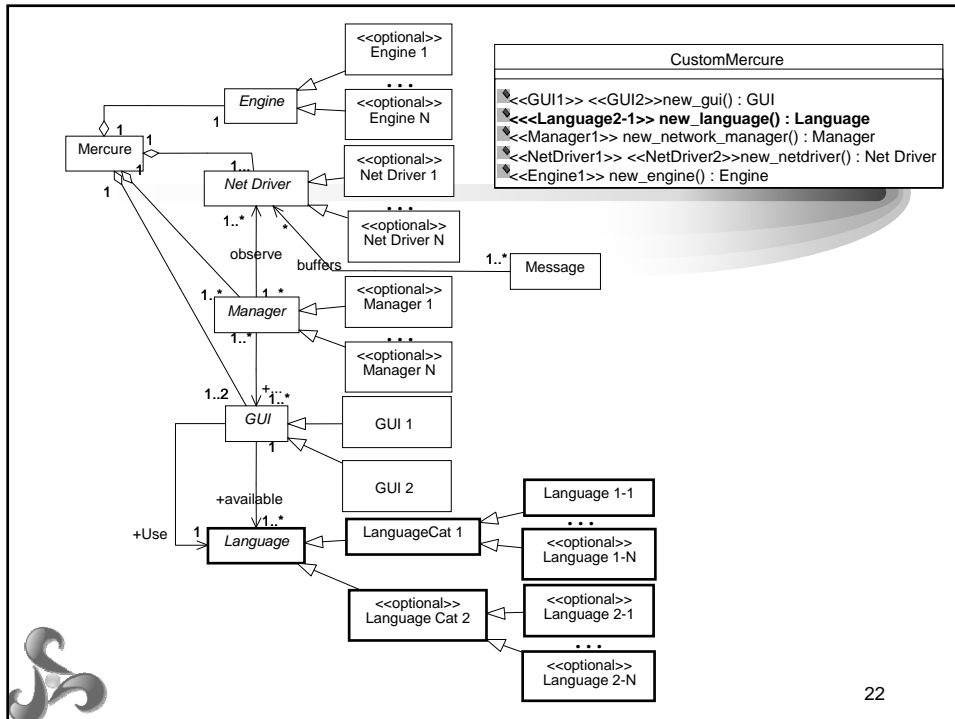 <<optional>>
Engine 1
...
<<optional>>
Engine N
Engine
1
1
Mercure
1
1
1
1...
Net Driver
<<optional>>
Net Driver 1
...
<<optional>>
Net Driver N
1..*
*
observe
buffers
1..*
Message
1..*
1..*
Manager
1..*
<<optional>>
Manager 1
...
<<optional>>
Manager N
+...
1..2
1..*
GUI
1
GUI 1
GUI 2
+available
+Use
1
1..*
Language
LanguageCat 1
Language 1-1
...
<<optional>>
Language 1-N
<<optional>>
Language Cat 2
<<optional>>
Language 2-1
...
<<optional>>
Language 2-N
CustomMercure
<<GUI1>> <<GUI2>>new_gui() : GUI
<<<Language2-1>> new_language() : Language
<<Manager1>> new_network_manager() : Manager
<<NetDriver1>> <<NetDriver2>>new_netdriver() : Net Driver
<<Engine1>> new_engine() : Engine
22